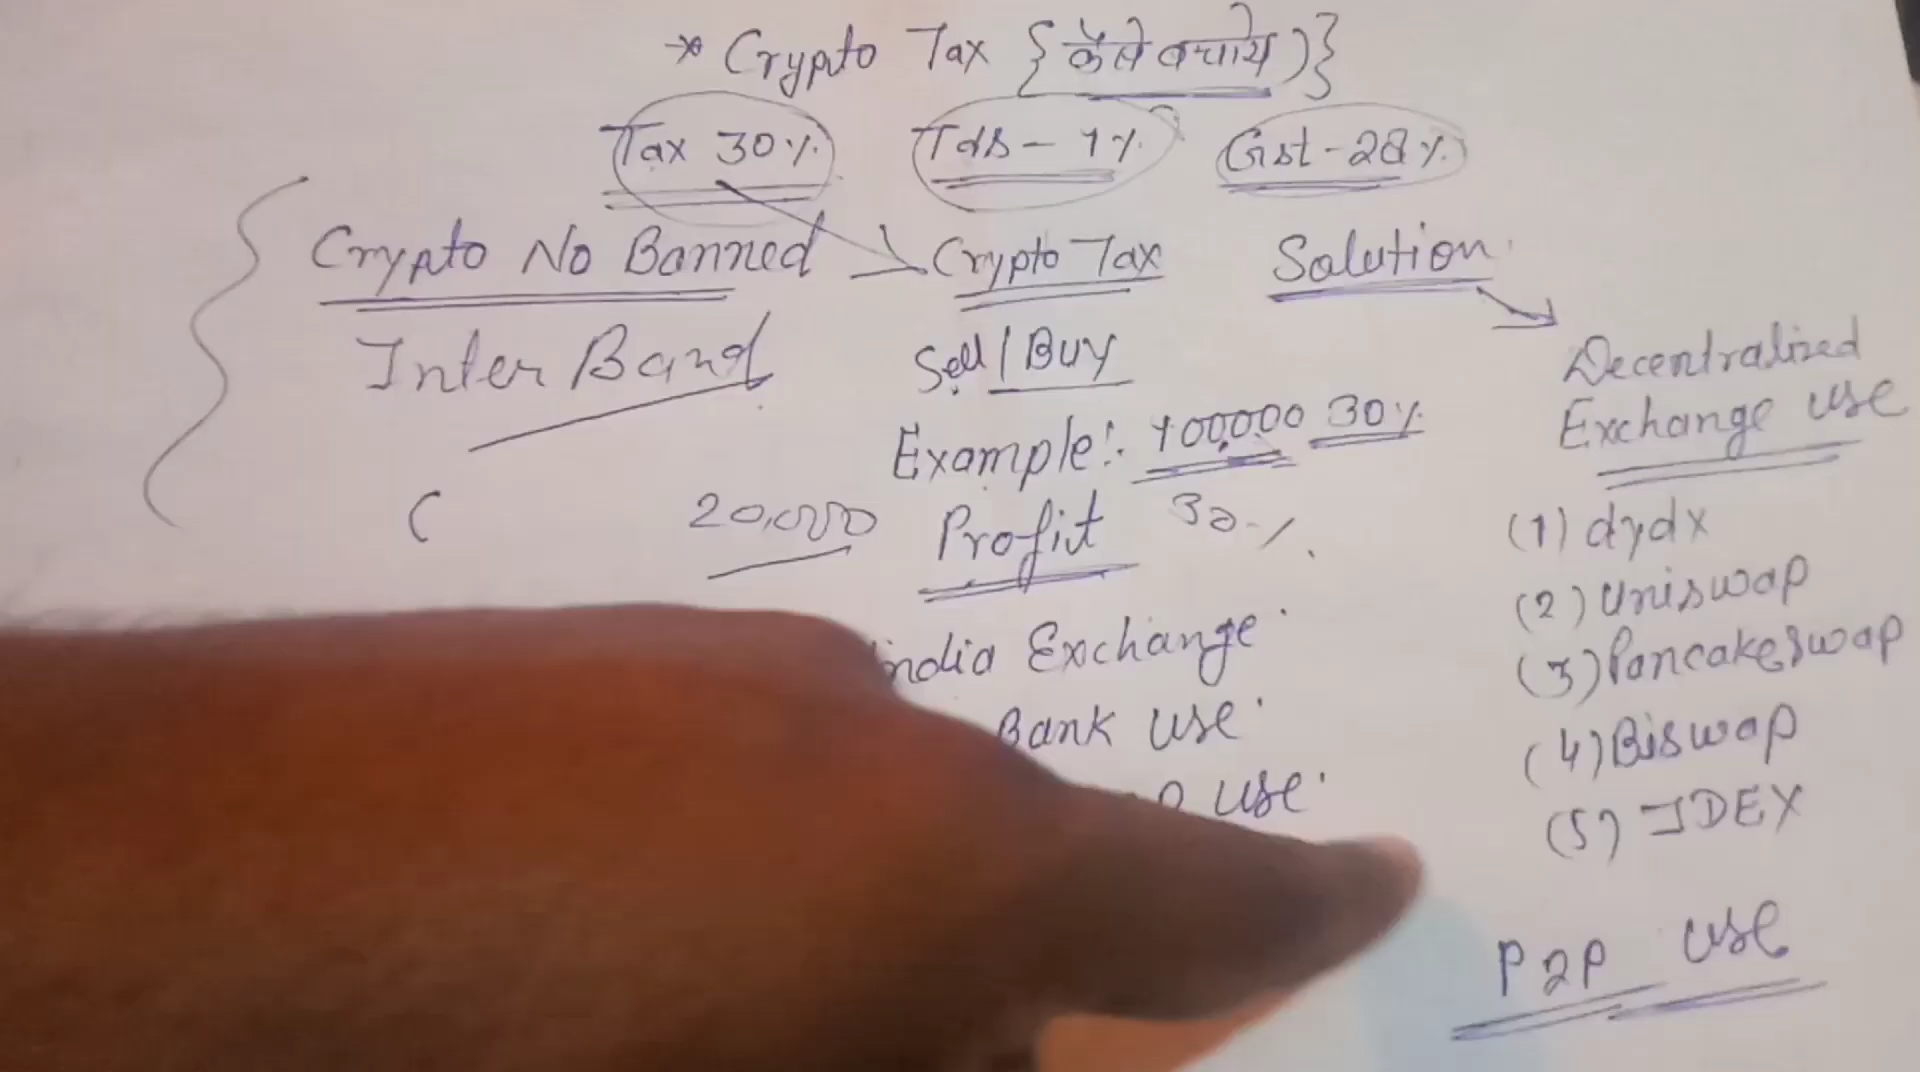 * Crypto Tax {कैसे बचाये)}
Tax 30% Tds - 1% Gst - 28%
Crypto No Banned
Inter Band
Crypto Tax
Sell / BUY
Example:- 100,000 30%
20,000 Profit 30%
india Exchange
Bank use
use
Solution
Decentralized
Exchange use
(1) dydx
(2) Uniswap
(3) Pancakeswap
(4) Biswap
(5) IDEX
P2P use